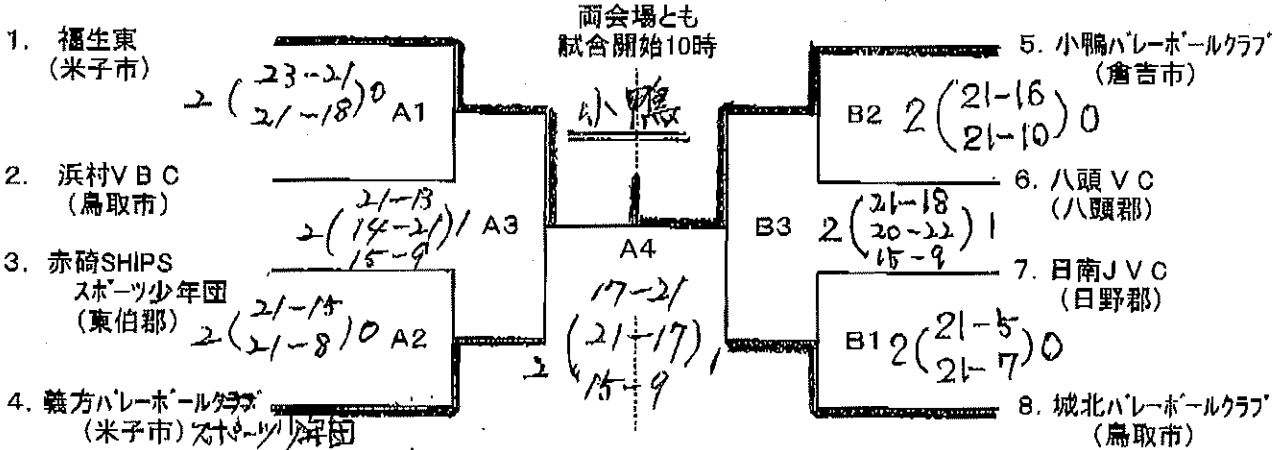 両会場とも
試合開始10時
小鴨
1. 福生東
(米子市)
2 ( 23-21 21-18 ) 0 A1
2. 浜村VBC
(鳥取市)
2 ( 21-13 14-21 15-9 ) 1 A3
3. 赤碕SHIPS
スポーツ少年団
(東伯郡)
2 ( 21-15 21-8 ) 0 A2
4. 義方バレーボールクラブ
(米子市) スポーツ少年団
A4
2 ( 17-21 21-17 15-9 ) 1
5. 小鴨バレーボールクラブ
(倉吉市)
B2 2 ( 21-16 21-10 ) 0
6. 八頭VC
(八頭郡)
B3 2 ( 21-18 20-22 15-9 ) 1
7. 日南JVC
(日野郡)
B1 2 ( 21-5 21-7 ) 0
8. 城北バレーボールクラブ
(鳥取市)